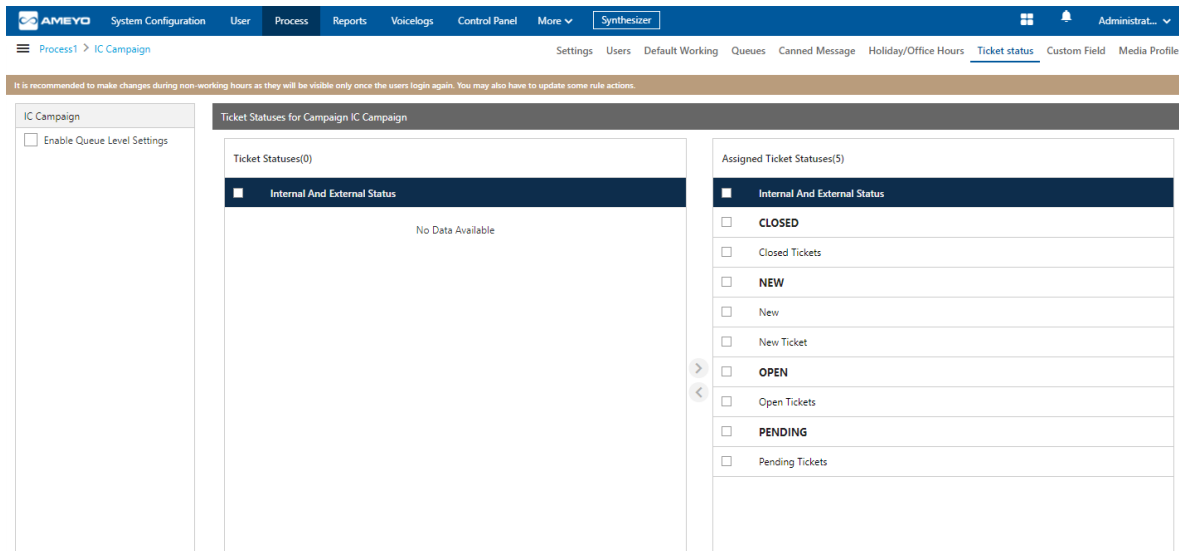 AMEYO System Configuration User Process Reports Voicelogs Control Panel More Synthesizer Administrat...
Process1 > IC Campaign Settings Users Default Working Queues Canned Message Holiday/Office Hours Ticket status Custom Field Media Profile
It is recommended to make changes during non-working hours as they will be visible only once the users login again. You may also have to update some rule actions.
IC Campaign
Enable Queue Level Settings
Ticket Statuses for Campaign IC Campaign
Ticket Statuses(0)
Internal And External Status
No Data Available
Assigned Ticket Statuses(5)
Internal And External Status
CLOSED
Closed Tickets
NEW
New
New Ticket
OPEN
Open Tickets
PENDING
Pending Tickets